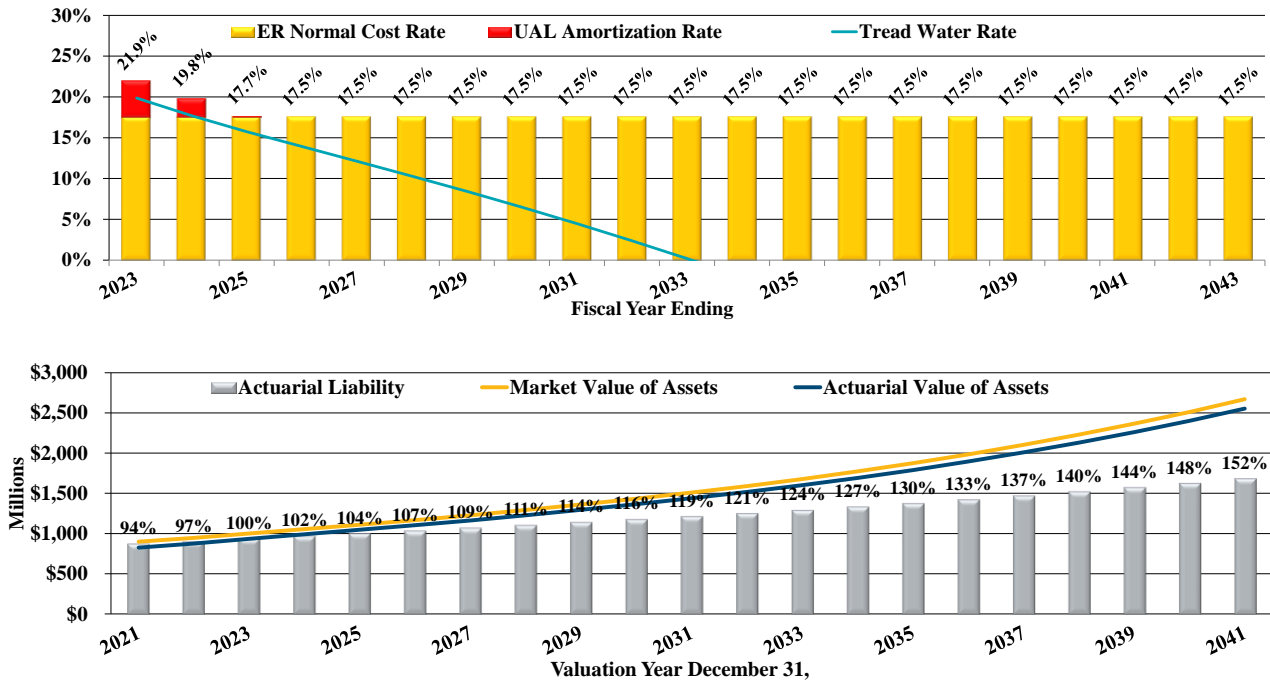 30%
ER Normal Cost Rate UAL Amortization Rate Tread Water Rate
25%
21.9% 19.8% 17.7% 17.5% 17.5% 17.5% 17.5% 17.5% 17.5% 17.5% 17.5% 17.5% 17.5% 17.5% 17.5% 17.5% 17.5% 17.5% 17.5% 17.5% 17.5%
20%
15%
10%
5%
0%
2023 2025 2027 2029 2031 2033 2035 2037 2039 2041 2043
Fiscal Year Ending
$3,000
Actuarial Liability Market Value of Assets Actuarial Value of Assets
$2,500
$2,000
Millions
$1,500
94% 97% 100% 102% 104% 107% 109% 111% 114% 116% 119% 121% 124% 127% 130% 133% 137% 140% 144% 148% 152%
$1,000
$500
$0
2021 2023 2025 2027 2029 2031 2033 2035 2037 2039 2041
Valuation Year December 31,